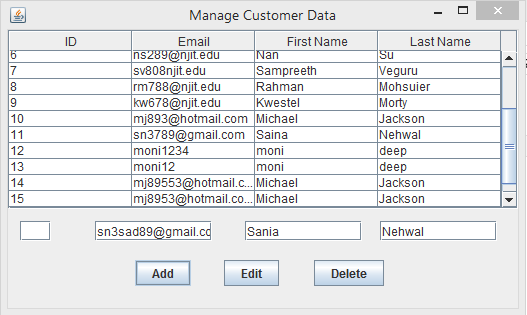 Manage Customer Data
ID Email First Name Last Name
6 ns289@njit.edu Nan Su
7 sv808njit.edu Sampreeth Veguru
8 rm788@njit.edu Rahman Mohsuier
9 kw678@njit.edu Kwestel Morty
10 mj893@hotmail.com Michael Jackson
11 sn3789@gmail.com Saina Nehwal
12 moni1234 moni deep
13 moni12 moni deep
14 mj89553@hotmail.c... Michael Jackson
15 mj8953@hotmail.co... Michael Jackson
sn3sad89@gmail.co Sania Nehwal
Add Edit Delete